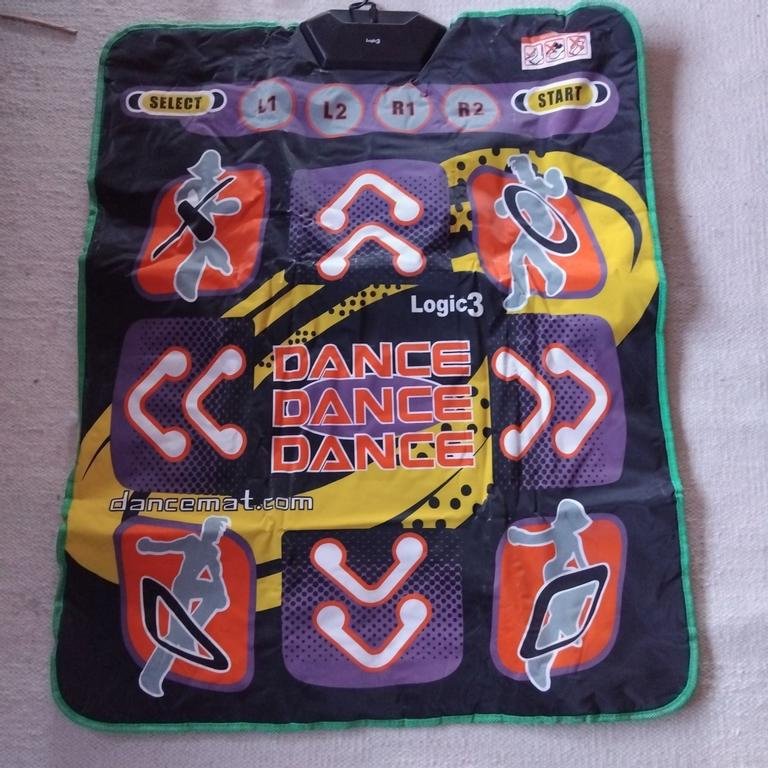 Logic3
SELECT L1 L2 R1 R2 START
Logic3
DANCE
DANCE
DANCE
dancemat.com